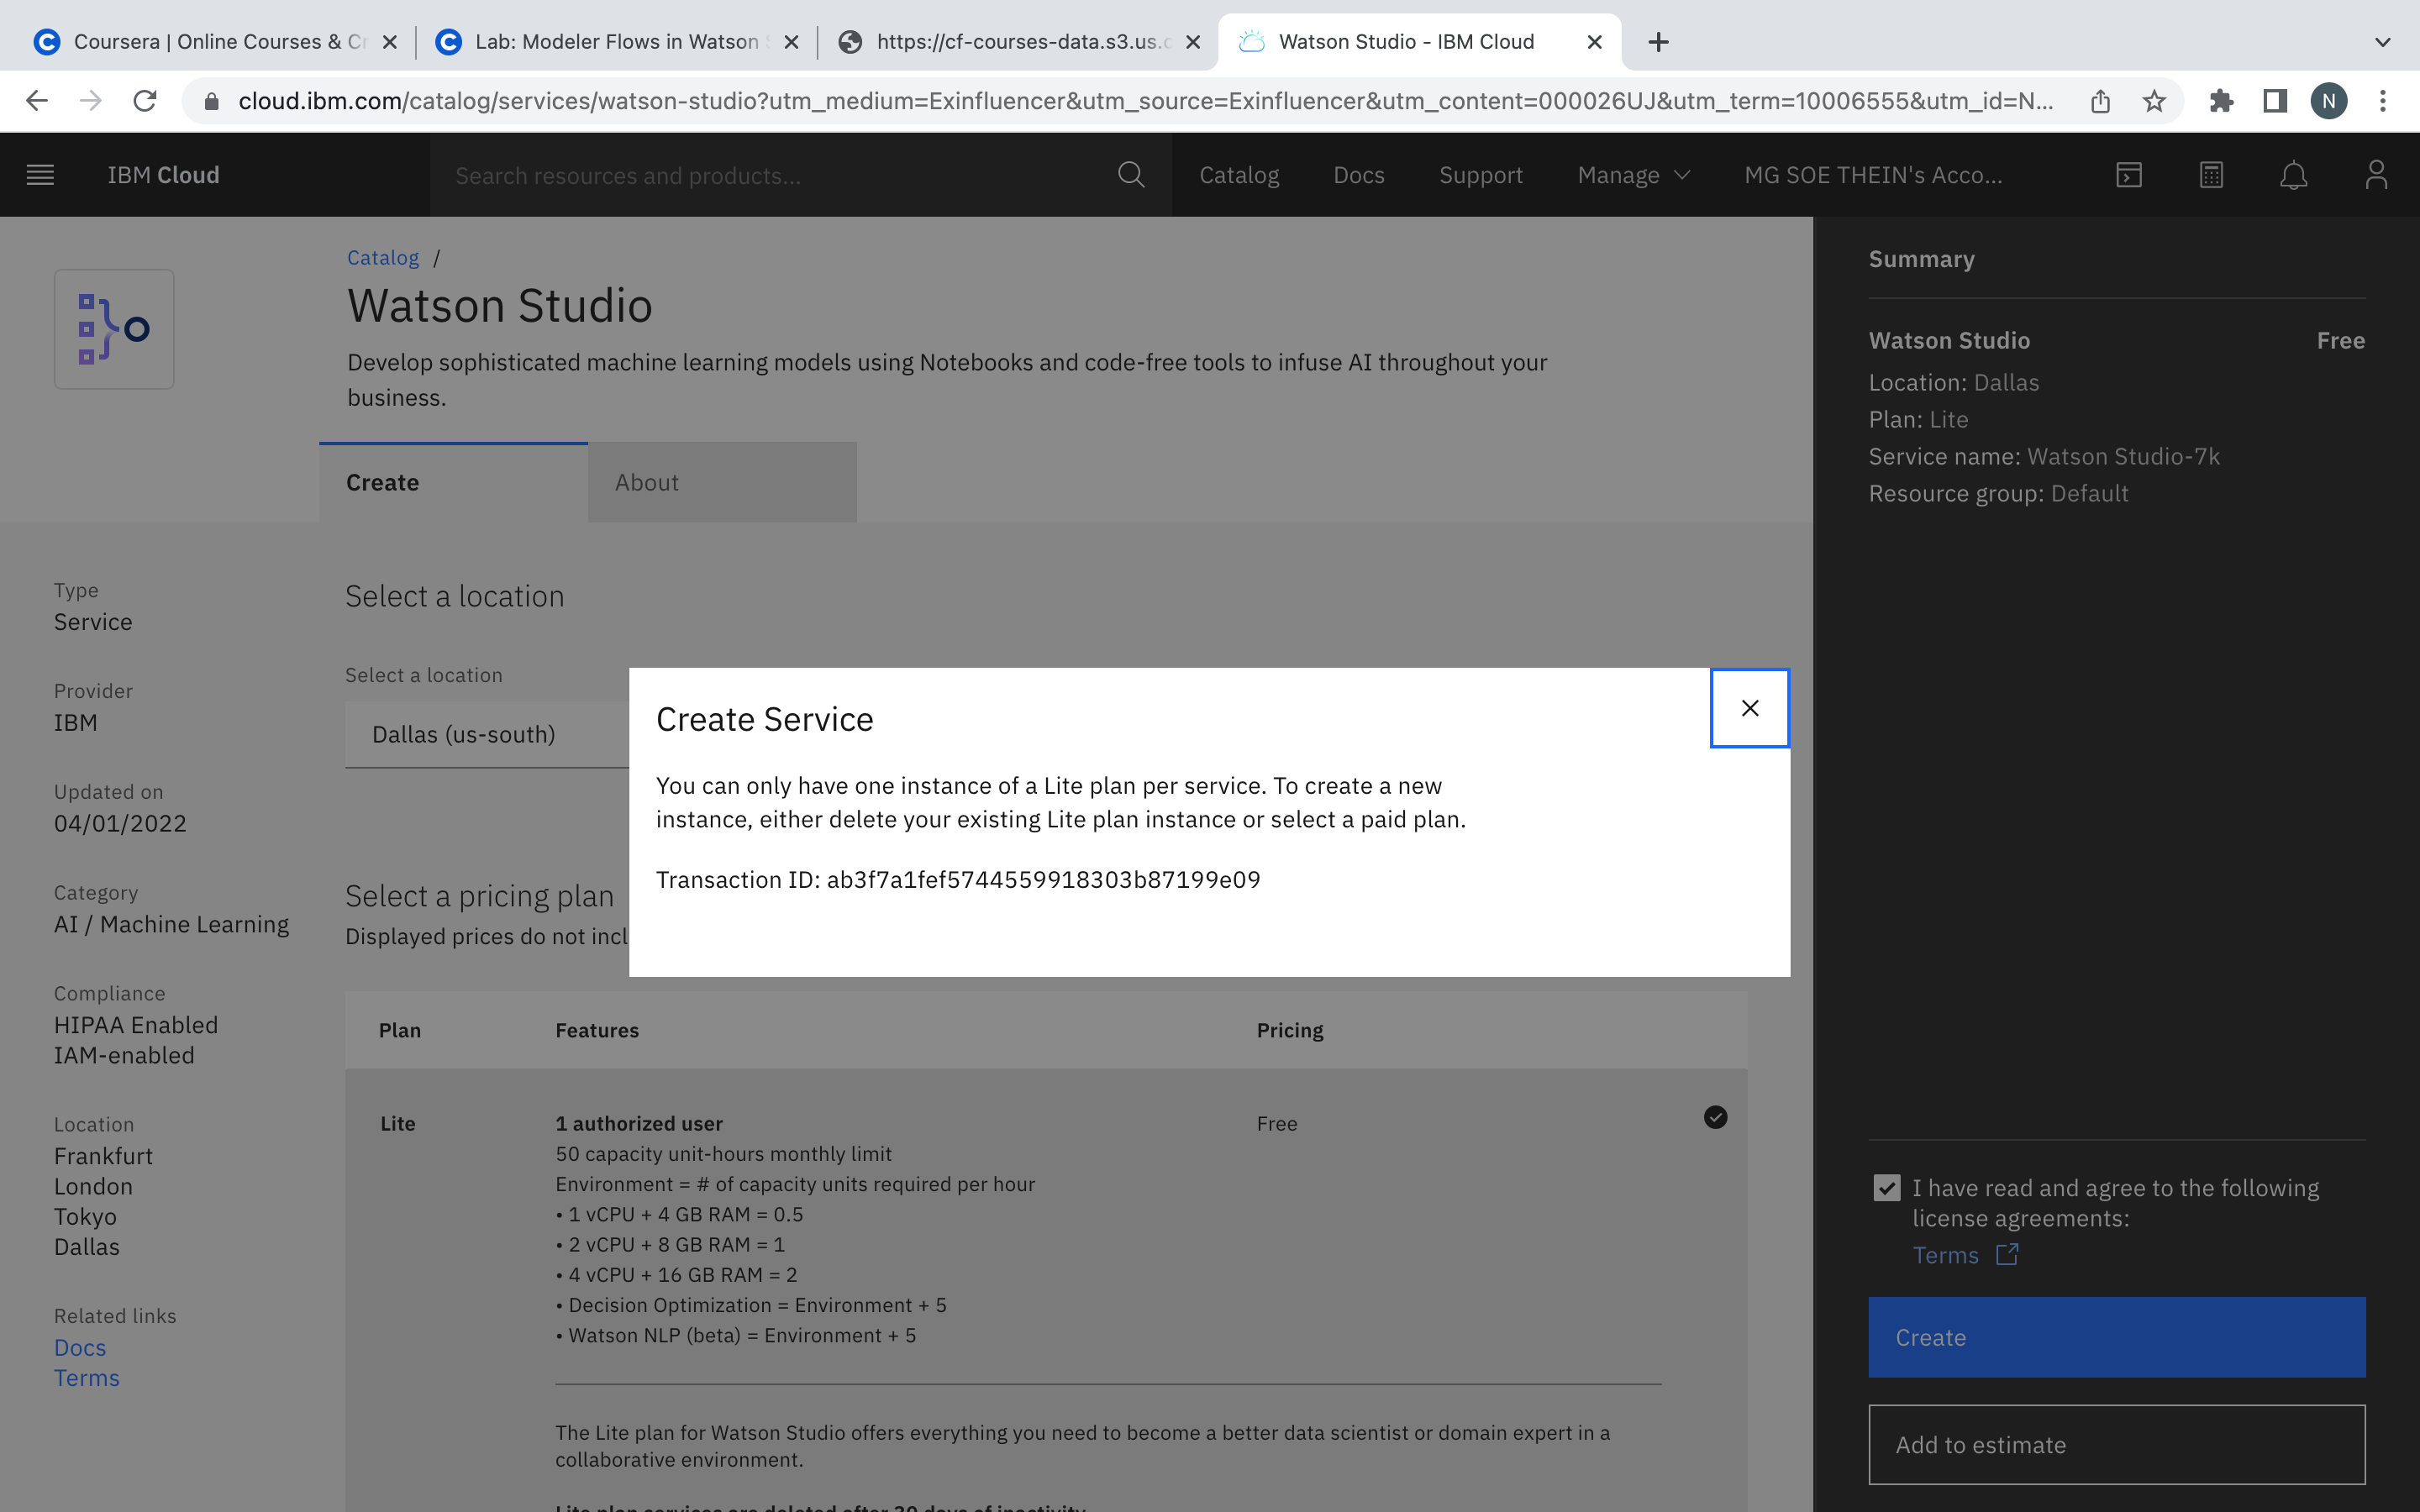 Coursera | Online Courses & Cr
Lab: Modeler Flows in Watson S
https://cf-courses-data.s3.us.c
Watson Studio - IBM Cloud
cloud.ibm.com/catalog/services/watson-studio?utm_medium=Exinfluencer&utm_source=Exinfluencer&utm_content=000026UJ&utm_term=10006555&utm_id=N...
N
IBM Cloud
Search resources and products...
Catalog
Docs
Support
Manage
MG SOE THEIN's Acco...
Catalog /
Watson Studio
Develop sophisticated machine learning models using Notebooks and code-free tools to infuse AI throughout your
business.
Create
About
Type
Service
Provider
IBM
Updated on
04/01/2022
Category
AI / Machine Learning
Compliance
HIPAA Enabled
IAM-enabled
Location
Frankfurt
London
Tokyo
Dallas
Related links
Docs
Terms
Select a location
Select a location
Dallas (us-south)
Create Service
You can only have one instance of a Lite plan per service. To create a new
instance, either delete your existing Lite plan instance or select a paid plan.
Transaction ID: ab3f7a1fef5744559918303b87199e09
Select a pricing plan
Displayed prices do not incl
Plan
Features
Pricing
Lite
1 authorized user
Free
50 capacity unit-hours monthly limit
Environment = # of capacity units required per hour
• 1 vCPU + 4 GB RAM = 0.5
• 2 vCPU + 8 GB RAM = 1
• 4 vCPU + 16 GB RAM = 2
• Decision Optimization = Environment + 5
• Watson NLP (beta) = Environment + 5
The Lite plan for Watson Studio offers everything you need to become a better data scientist or domain expert in a
collaborative environment.
Lite plan services are deleted after 30 days of inactivity
Summary
Watson Studio
Free
Location: Dallas
Plan: Lite
Service name: Watson Studio-7k
Resource group: Default
I have read and agree to the following
license agreements:
Terms
Create
Add to estimate